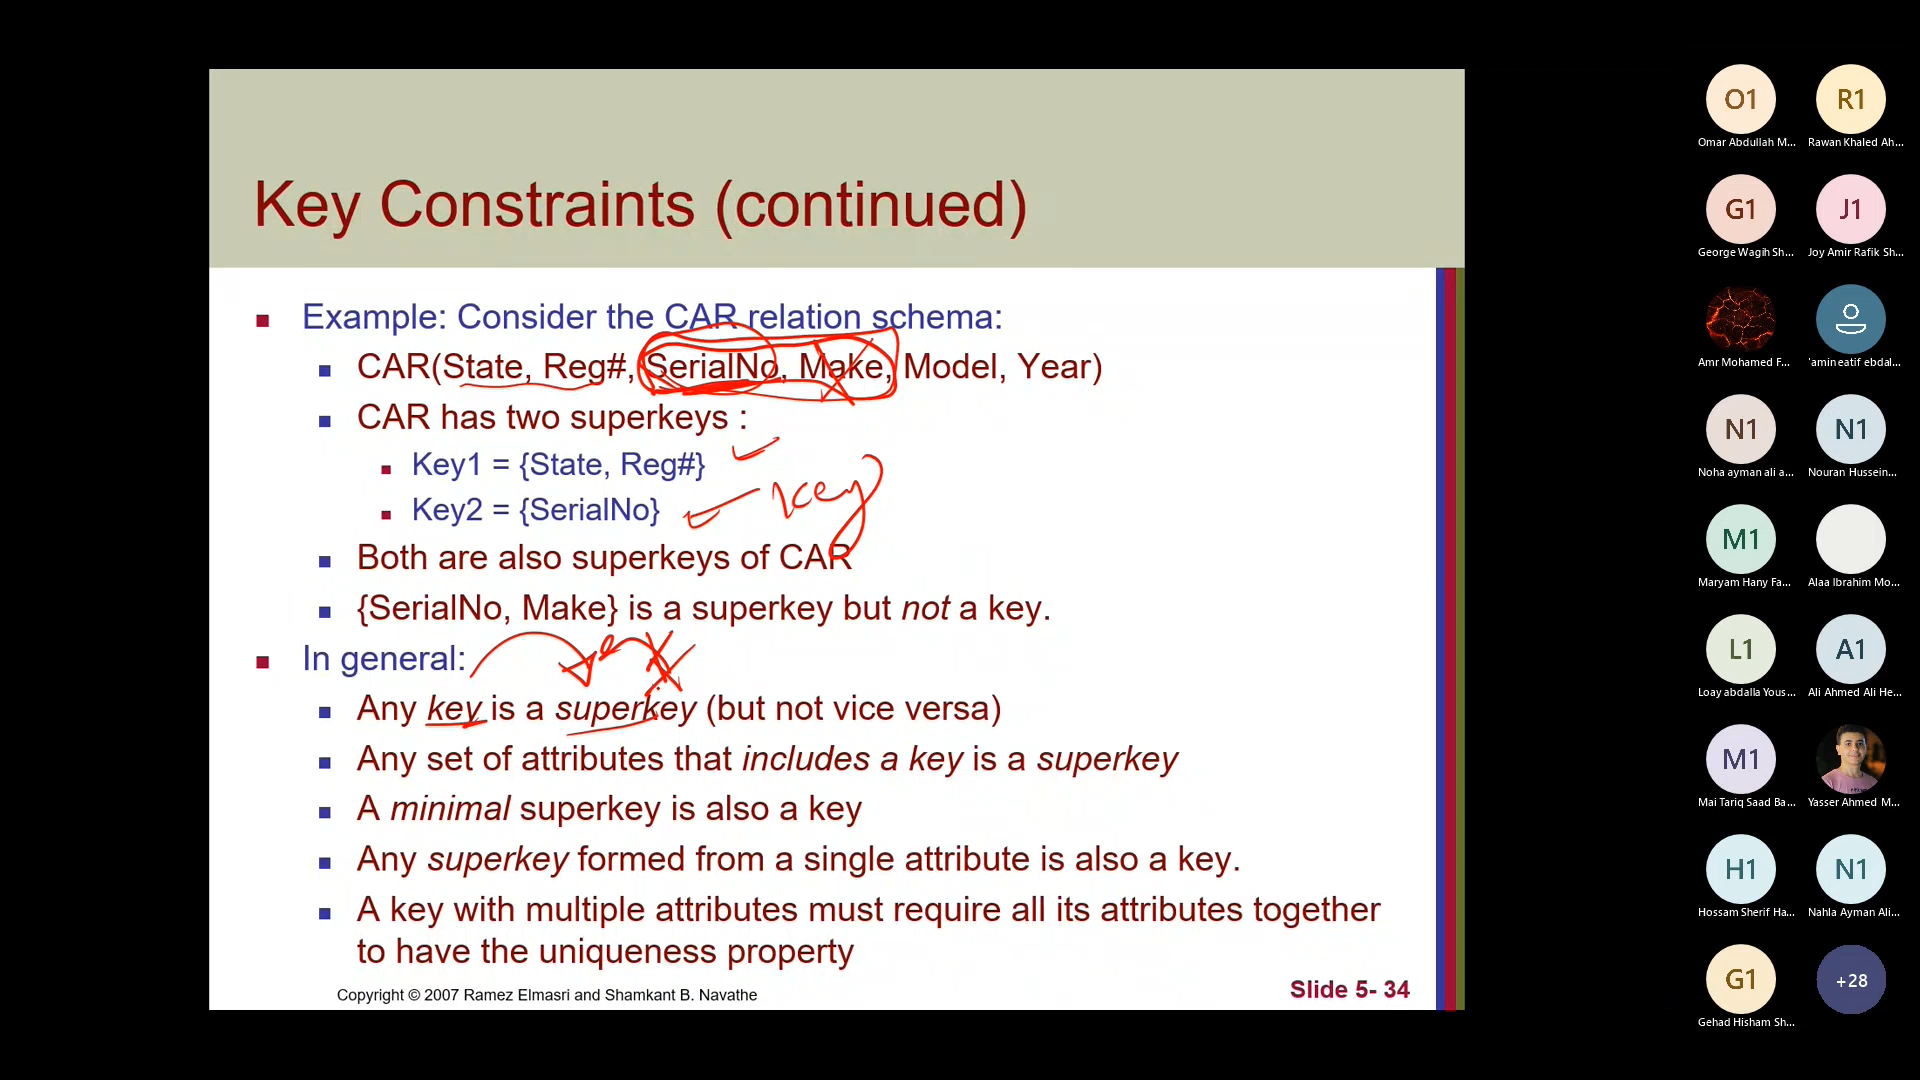 Key Constraints (continued)
Example: Consider the CAR relation schema:
CAR(State, Reg#, SerialNo, Make, Model, Year)
CAR has two superkeys :
Key1 = {State, Reg#}
Key2 = {SerialNo}
key
Both are also superkeys of CAR
{SerialNo, Make} is a superkey but not a key.
In general:
Any key is a superkey (but not vice versa)
Any set of attributes that includes a key is a superkey
A minimal superkey is also a key
Any superkey formed from a single attribute is also a key.
A key with multiple attributes must require all its attributes together
to have the uniqueness property
Copyright © 2007 Ramez Elmasri and Shamkant B. Navathe
Slide 5- 34
O1 R1
Omar Abdullah M... Rawan Khaled Ah...
G1 J1
George Wagih Sh... Joy Amir Rafik Sh...
Amr Mohamed F... 'amin eatif ebdal...
N1 N1
Noha ayman ali a... Nouran Hussein...
M1
Maryam Hany Fa... Alaa Ibrahim Mo...
L1 A1
Loay abdalla Yous... Ali Ahmed Ali He...
M1
Mai Tariq Saad Ba... Yasser Ahmed M...
H1 N1
Hossam Sherif Ha... Nahla Ayman Ali...
G1 +28
Gehad Hisham Sh...